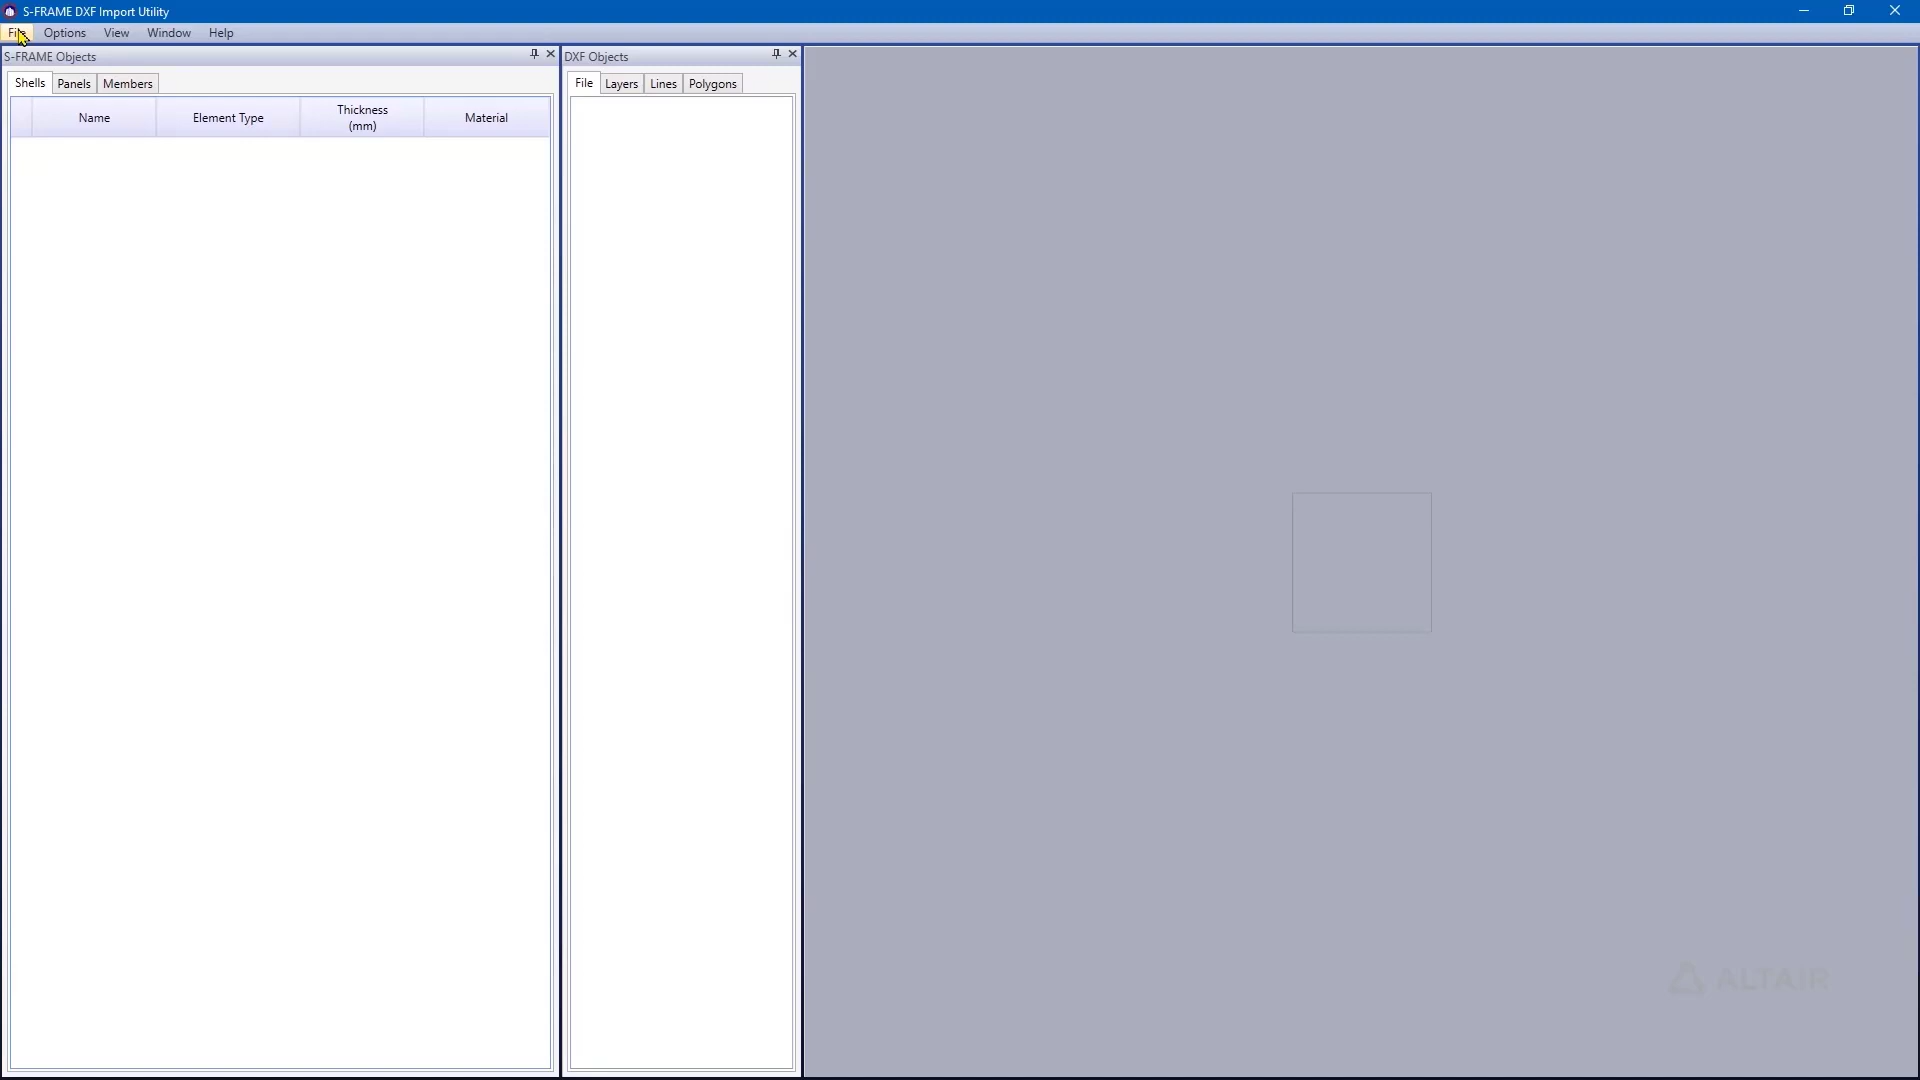 S-FRAME DXF Import Utility
File Options View Window Help
S-FRAME Objects
DXF Objects
Shells Panels Members
File Layers Lines Polygons
Name Element Type Thickness (mm) Material
ALTAIR